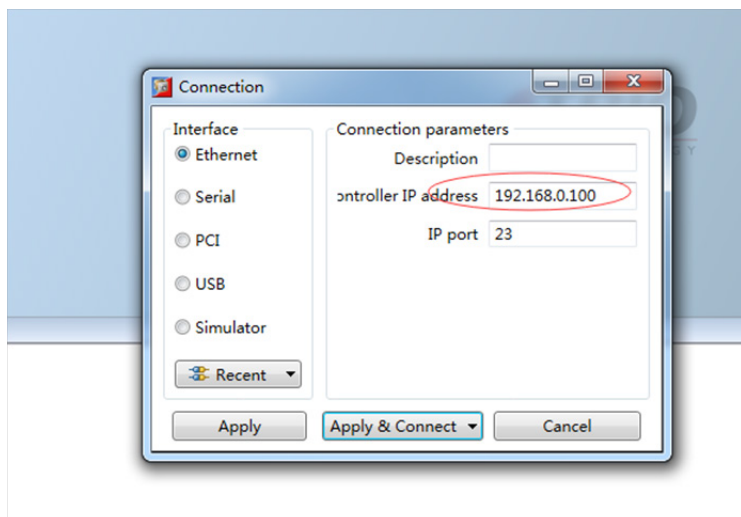 Connection
Interface
Ethernet
Serial
PCI
USB
Simulator
Recent
Connection parameters
Description
ontroller IP address 192.168.0.100
IP port 23
Apply
Apply & Connect
Cancel